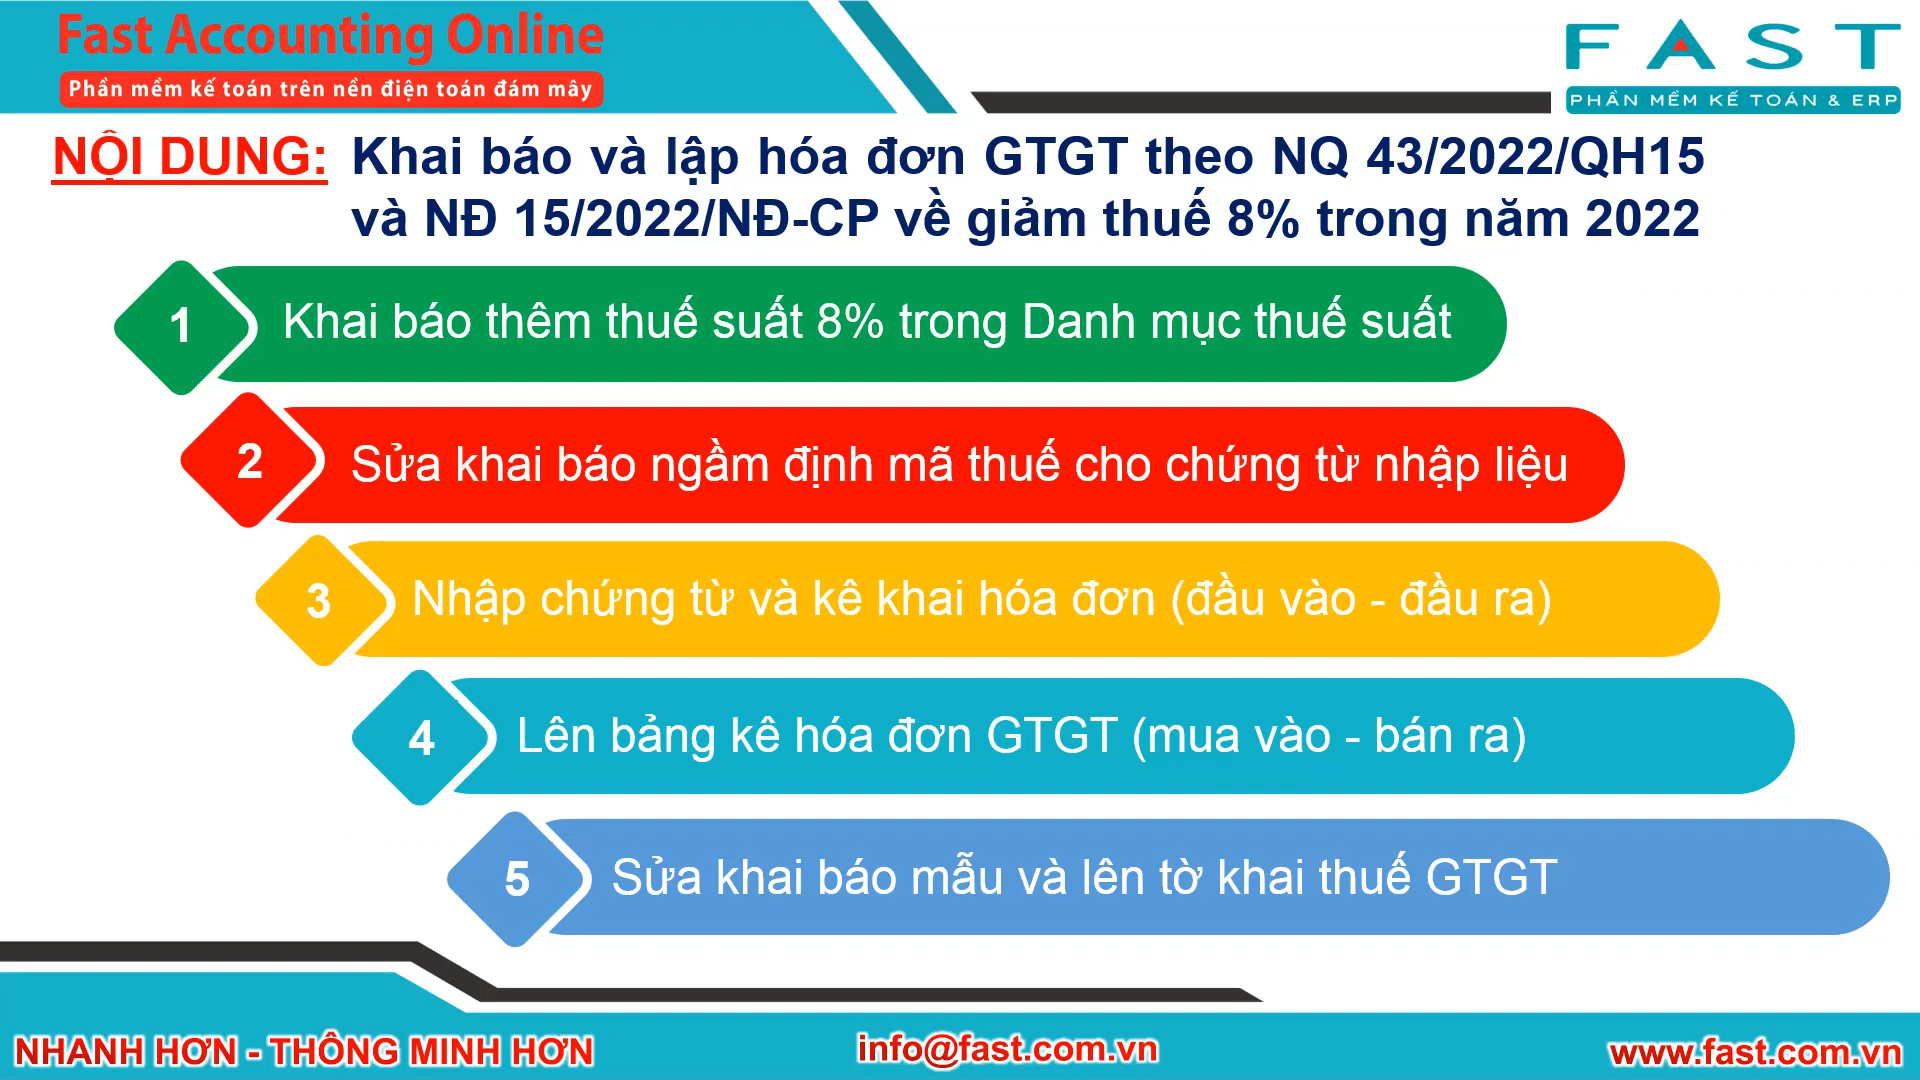 Fast Accounting Online
Phần mềm kế toán trên nền điện toán đám mây
FAST
PHẦN MỀM KẾ TOÁN & ERP
NỘI DUNG: Khai báo và lập hóa đơn GTGT theo NQ 43/2022/QH15
và NĐ 15/2022/NĐ-CP về giảm thuế 8% trong năm 2022
1 Khai báo thêm thuế suất 8% trong Danh mục thuế suất
2 Sửa khai báo ngầm định mã thuế cho chứng từ nhập liệu
3 Nhập chứng từ và kê khai hóa đơn (đầu vào - đầu ra)
4 Lên bảng kê hóa đơn GTGT (mua vào - bán ra)
5 Sửa khai báo mẫu và lên tờ khai thuế GTGT
NHANH HƠN - THÔNG MINH HƠN
info@fast.com.vn
www.fast.com.vn